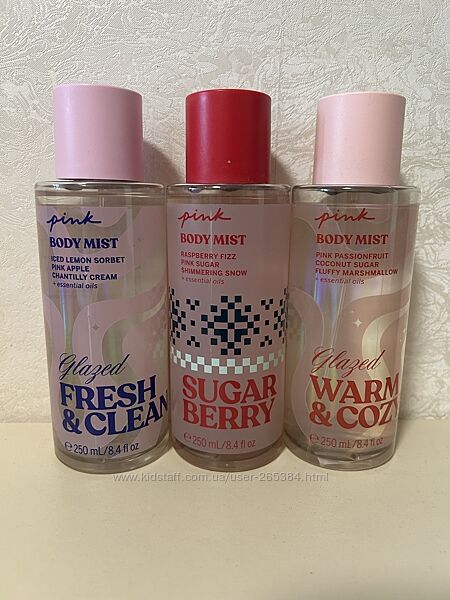 pink
BODY MIST
ICED LEMON SORBET
PINK APPLE
CHANTILLY CREAM
+ essential oils
Glazed
FRESH
& CLEAN
℮ 250 mL/8.4 fl oz
pink
BODY MIST
RASPBERRY FIZZ
PINK SUGAR
SHIMMERING SNOW
+ essential oils
SUGAR
BERRY
℮ 250 mL/8.4 fl oz
pink
BODY MIST
PINK PASSIONFRUIT
COCONUT SUGAR
FLUFFY MARSHMALLOW
+ essential oils
Glazed
WARM
& COZY
℮ 250 mL/8.4 fl oz
www.kidstaff.com.ua/user-265384.html